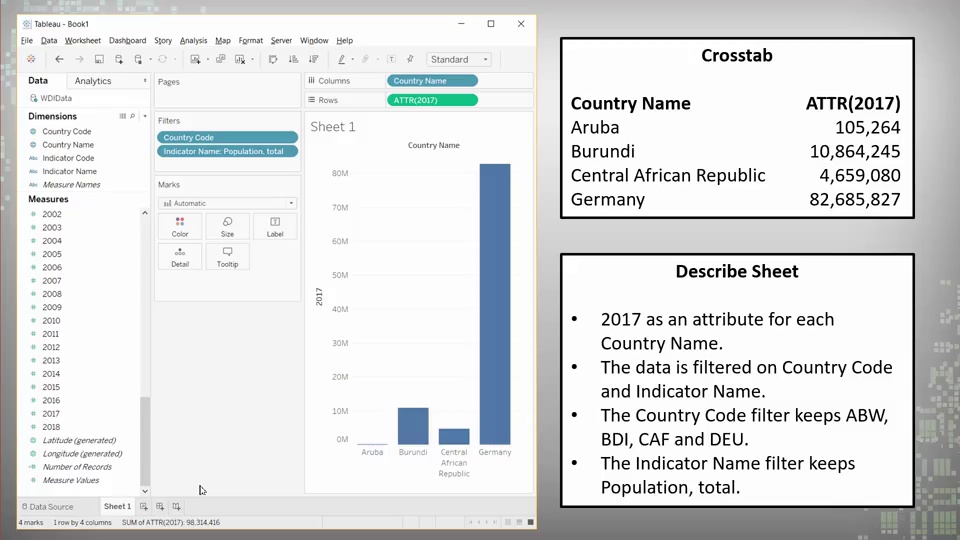 Tableau - Book1
File Data Worksheet Dashboard Story Analysis Map Format Server Window Help
Standard
Data Analytics
WDIData
Dimensions
Country Code
Country Name
Abc Indicator Code
Abc Indicator Name
Abc Measure Names
Measures
2002
2003
2004
2005
2006
2007
2008
2009
2010
2011
2012
2013
2014
2015
2016
2017
2018
Latitude (generated)
Longitude (generated)
Number of Records
Measure Values
Pages
Filters
Country Code
Indicator Name: Population, total
Marks
Automatic
Color Size Label
Detail Tooltip
Columns Country Name
Rows ATTR(2017)
Sheet 1
Country Name
80M
70M
60M
50M
40M
30M
20M
10M
0M
2017
Aruba Burundi Central African Republic Germany
Data Source Sheet 1
4 marks 1 row by 4 columns SUM of ATTR(2017): 98,314,416
Crosstab
Country Name ATTR(2017)
Aruba 105,264
Burundi 10,864,245
Central African Republic 4,659,080
Germany 82,685,827
Describe Sheet
• 2017 as an attribute for each
Country Name.
• The data is filtered on Country Code
and Indicator Name.
• The Country Code filter keeps ABW,
BDI, CAF and DEU.
• The Indicator Name filter keeps
Population, total.